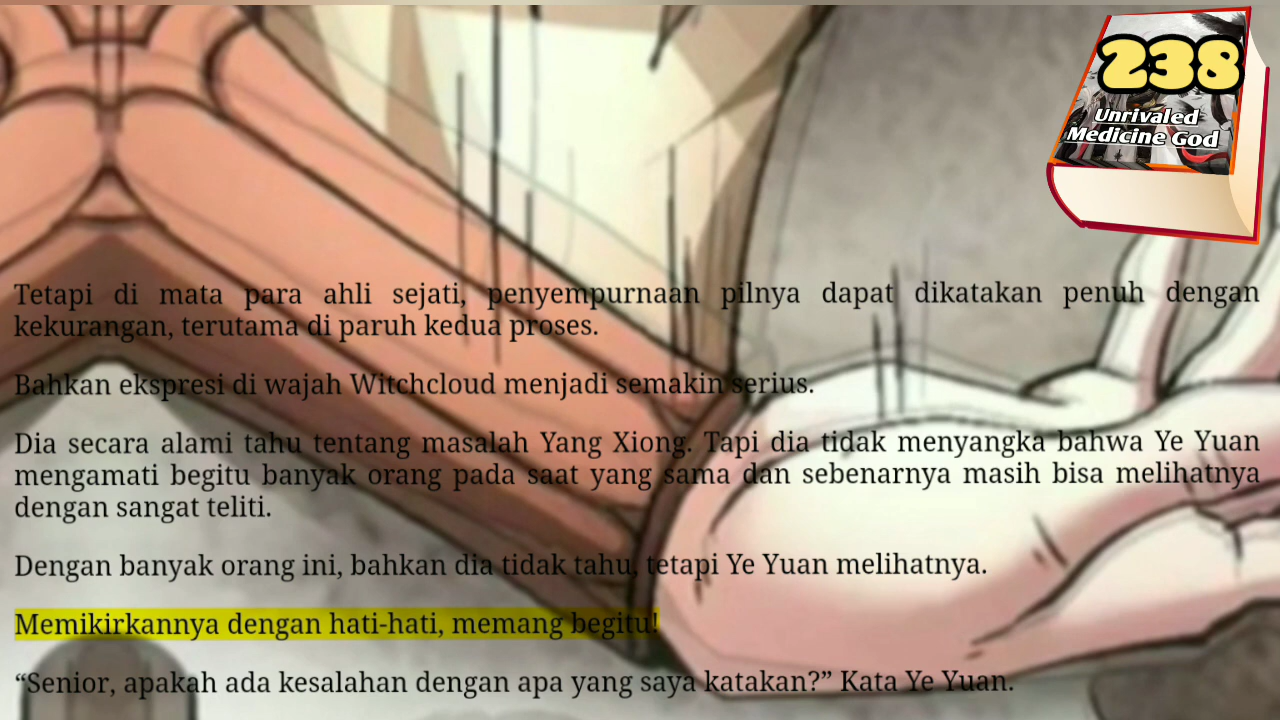 238
Unrivaled
Medicine God
Tetapi di mata para ahli sejati, penyempurnaan pilnya dapat dikatakan penuh dengan
kekurangan, terutama di paruh kedua proses.
Bahkan ekspresi di wajah Witchcloud menjadi semakin serius.
Dia secara alami tahu tentang masalah Yang Xiong. Tapi dia tidak menyangka bahwa Ye Yuan
mengamati begitu banyak orang pada saat yang sama dan sebenarnya masih bisa melihatnya
dengan sangat teliti.
Dengan banyak orang ini, bahkan dia tidak tahu, tetapi Ye Yuan melihatnya.
Memikirkannya dengan hati-hati, memang begitu!
“Senior, apakah ada kesalahan dengan apa yang saya katakan?” Kata Ye Yuan.